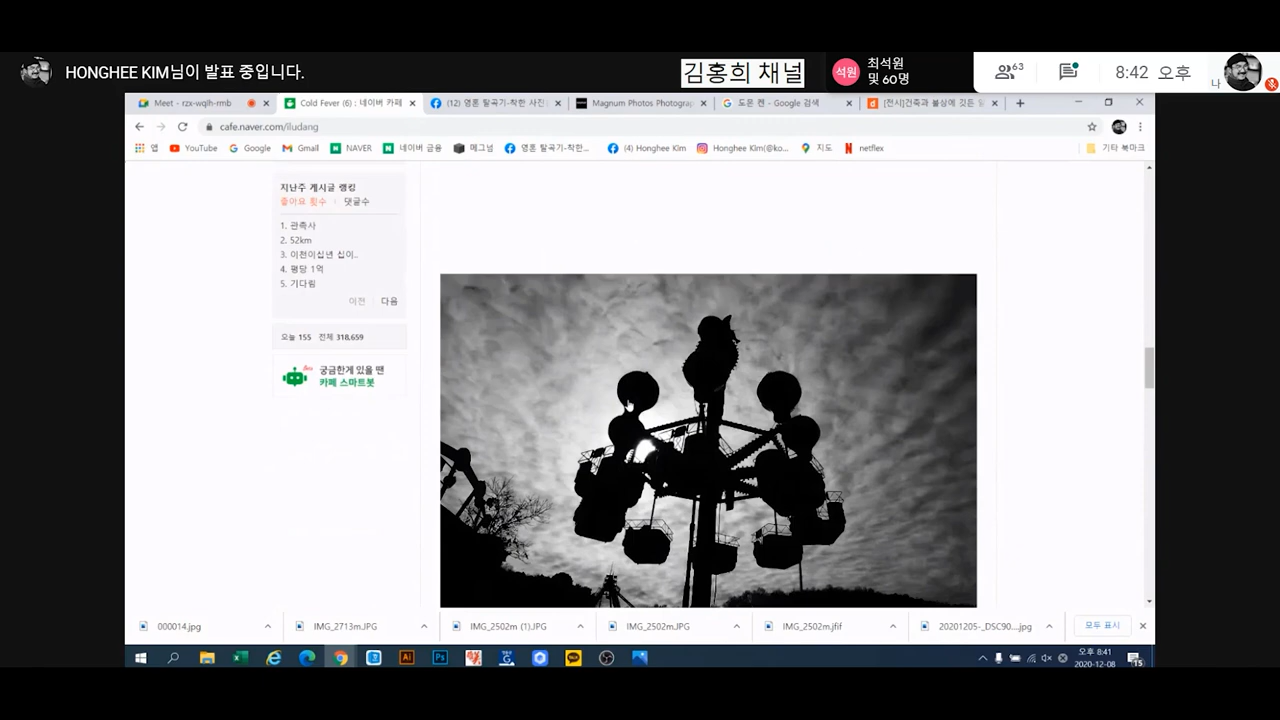 HONGHEE KIM님이 발표 중입니다.
김홍희 채널
석원
최석원
및 60명
63
8:42 오후
나
Meet - rzx-wqlh-rmb
Cold Fever (6) : 네이버 카페
(12) 영혼 탈곡기-착한 사진
Magnum Photos Photogra
도온 켄 - Google 검색
[전시]건축과 불상에 깃든 일
cafe.naver.com/iludang
앱
YouTube
Google
Gmail
NAVER
네이버 금융
매그넘
영혼 탈곡기-착한...
(4) Honghee Kim
Honghee Kim(@ko...
지도
netflex
기타 북마크
지난주 게시글 랭킹
좋아요 횟수
댓글수
1. 관촉사
2. 52km
3. 이천이십년 십이..
4. 평당 1억
5. 기다림
이전
다음
오늘 155 전체 318,659
궁금한게 있을 땐
카페 스마트봇
000014.jpg
IMG_2713m.JPG
IMG_2502m (1).JPG
IMG_2502m.JPG
IMG_2502m.jfif
20201205-_DSC90....jpg
모두 표시
오후 8:41
2020-12-08
15